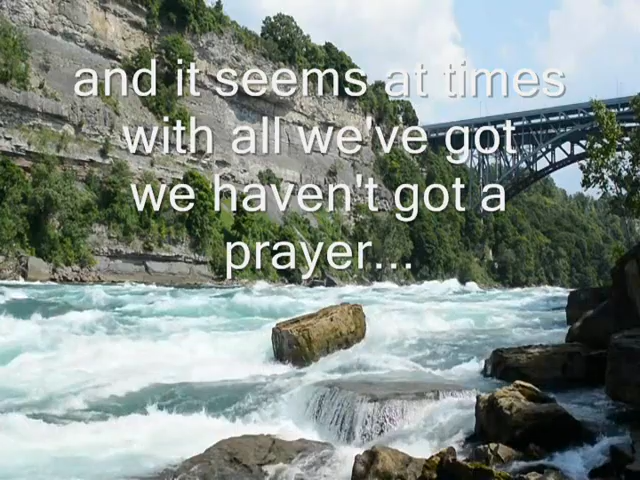 and it seems at times
with all we've got
we haven't got a
prayer...